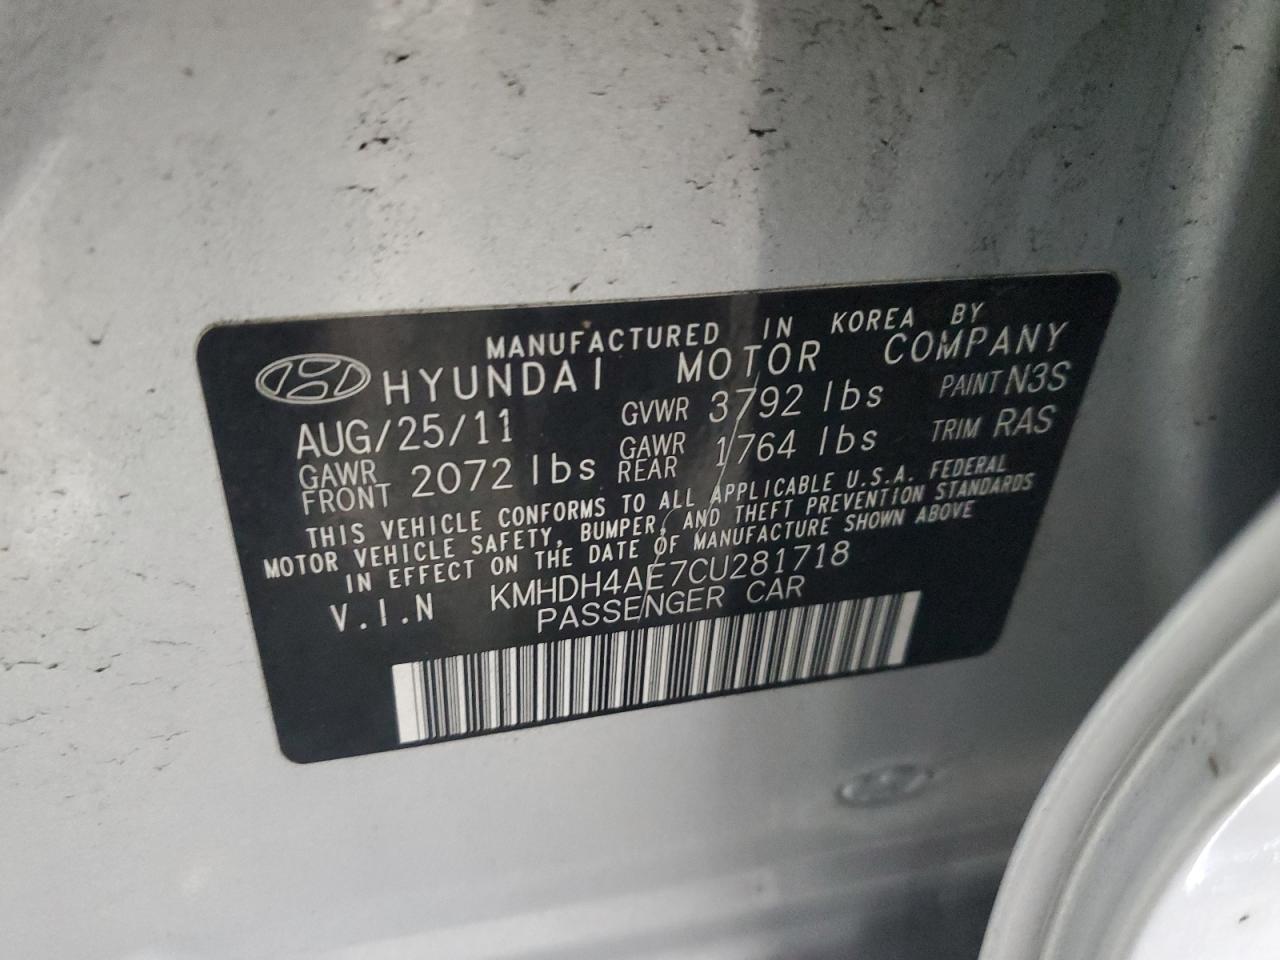 MANUFACTURED IN KOREA BY
HYUNDAI MOTOR COMPANY
AUG/25/11 GVWR 3792 lbs PAINT N3S
GAWR FRONT 2072 lbs GAWR REAR 1764 lbs TRIM RAS
THIS VEHICLE CONFORMS TO ALL APPLICABLE U.S.A. FEDERAL
MOTOR VEHICLE SAFETY, BUMPER, AND THEFT PREVENTION STANDARDS
IN EFFECT ON THE DATE OF MANUFACTURE SHOWN ABOVE
V.I.N KMHDH4AE7CU281718
PASSENGER CAR